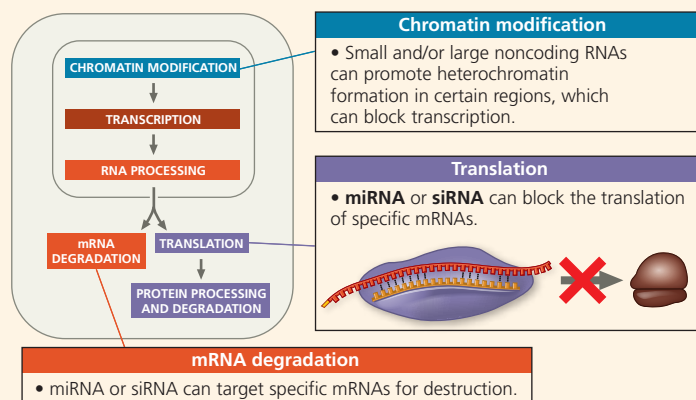 CHROMATIN MODIFICATION
TRANSCRIPTION
RNA PROCESSING
mRNA
DEGRADATION
TRANSLATION
PROTEIN PROCESSING
AND DEGRADATION
Chromatin modification
• Small and/or large noncoding RNAs
can promote heterochromatin
formation in certain regions, which
can block transcription.
Translation
• miRNA or siRNA can block the translation
of specific mRNAs.
mRNA degradation
• miRNA or siRNA can target specific mRNAs for destruction.